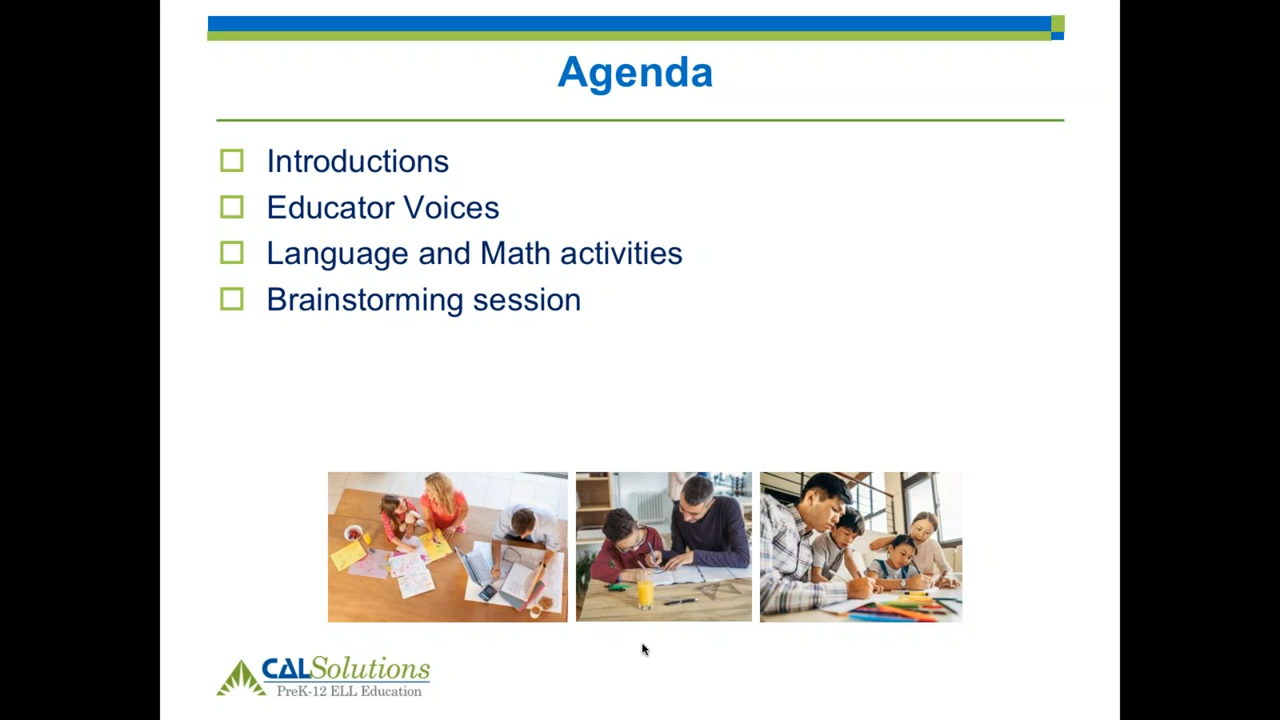 Agenda
Introductions
Educator Voices
Language and Math activities
Brainstorming session
CALSolutions
PreK-12 ELL Education